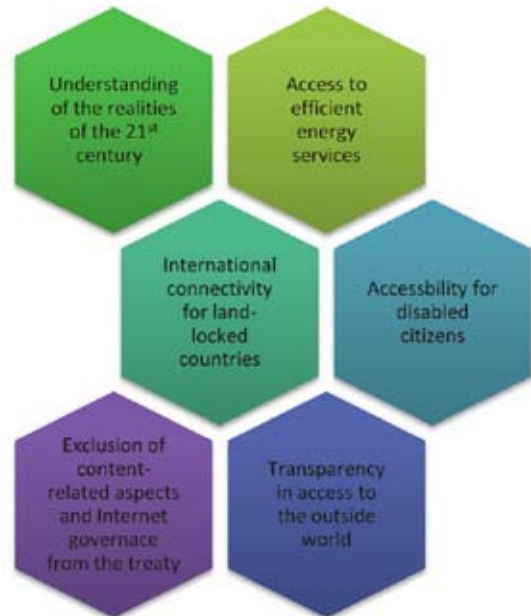 Understanding
of the realities
of the 21st
century
Access to
efficient
energy
services
International
connectivity
for land-
locked
countries
Accessbility for
disabled
citizens
Exclusion of
content-
related aspects
and Internet
governace
from the treaty
Transparency
in access to
the outside
world